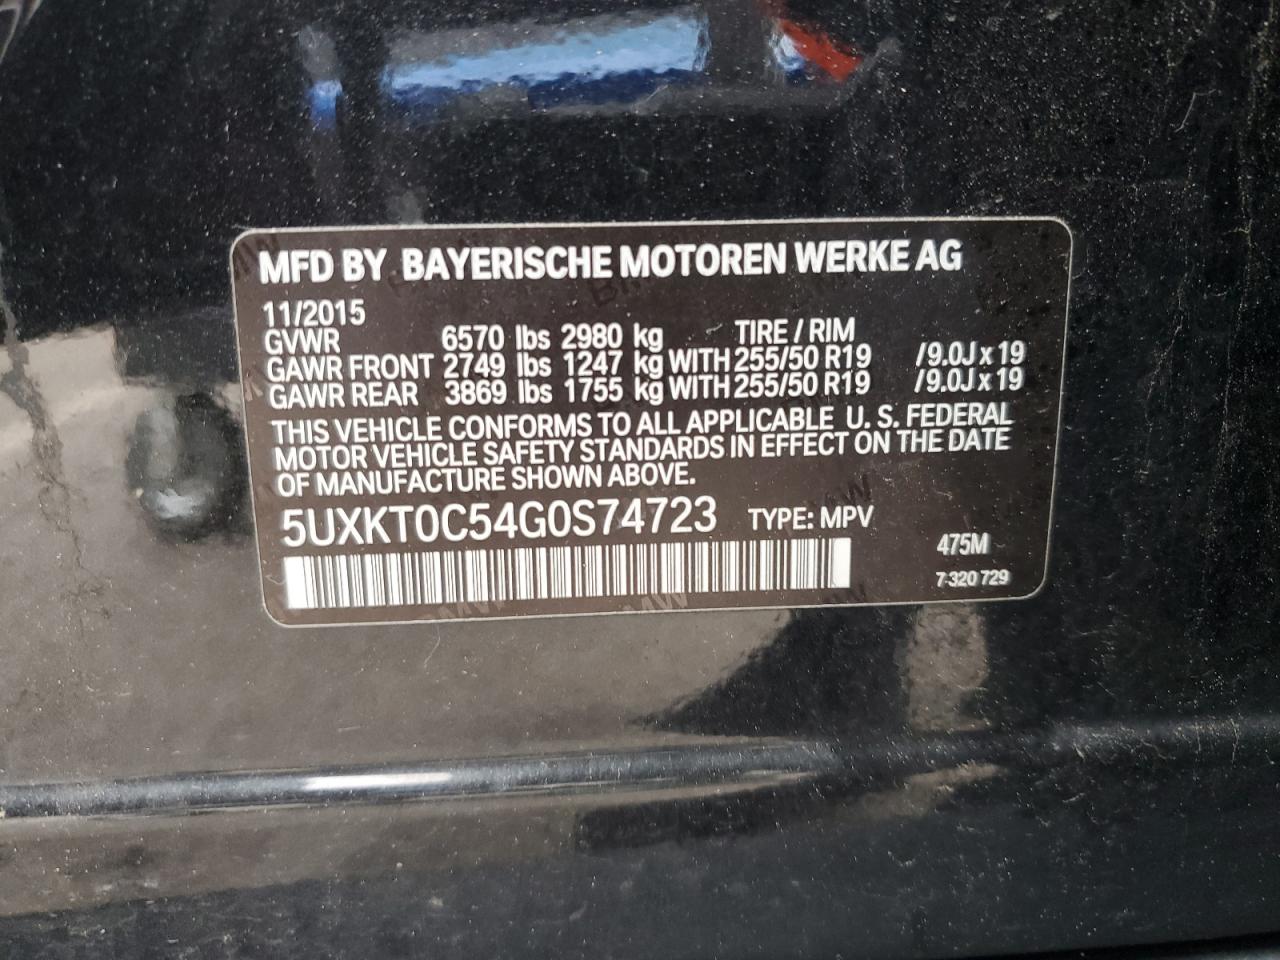 MFD BY BAYERISCHE MOTOREN WERKE AG
11/2015
GVWR 6570 lbs 2980 kg TIRE / RIM
GAWR FRONT 2749 lbs 1247 kg WITH 255/50 R19 /9.0J x 19
GAWR REAR 3869 lbs 1755 kg WITH 255/50 R19 /9.0J x 19
THIS VEHICLE CONFORMS TO ALL APPLICABLE U. S. FEDERAL
MOTOR VEHICLE SAFETY STANDARDS IN EFFECT ON THE DATE
OF MANUFACTURE SHOWN ABOVE.
5UXKT0C54G0S74723 TYPE: MPV
475M
7 320 729